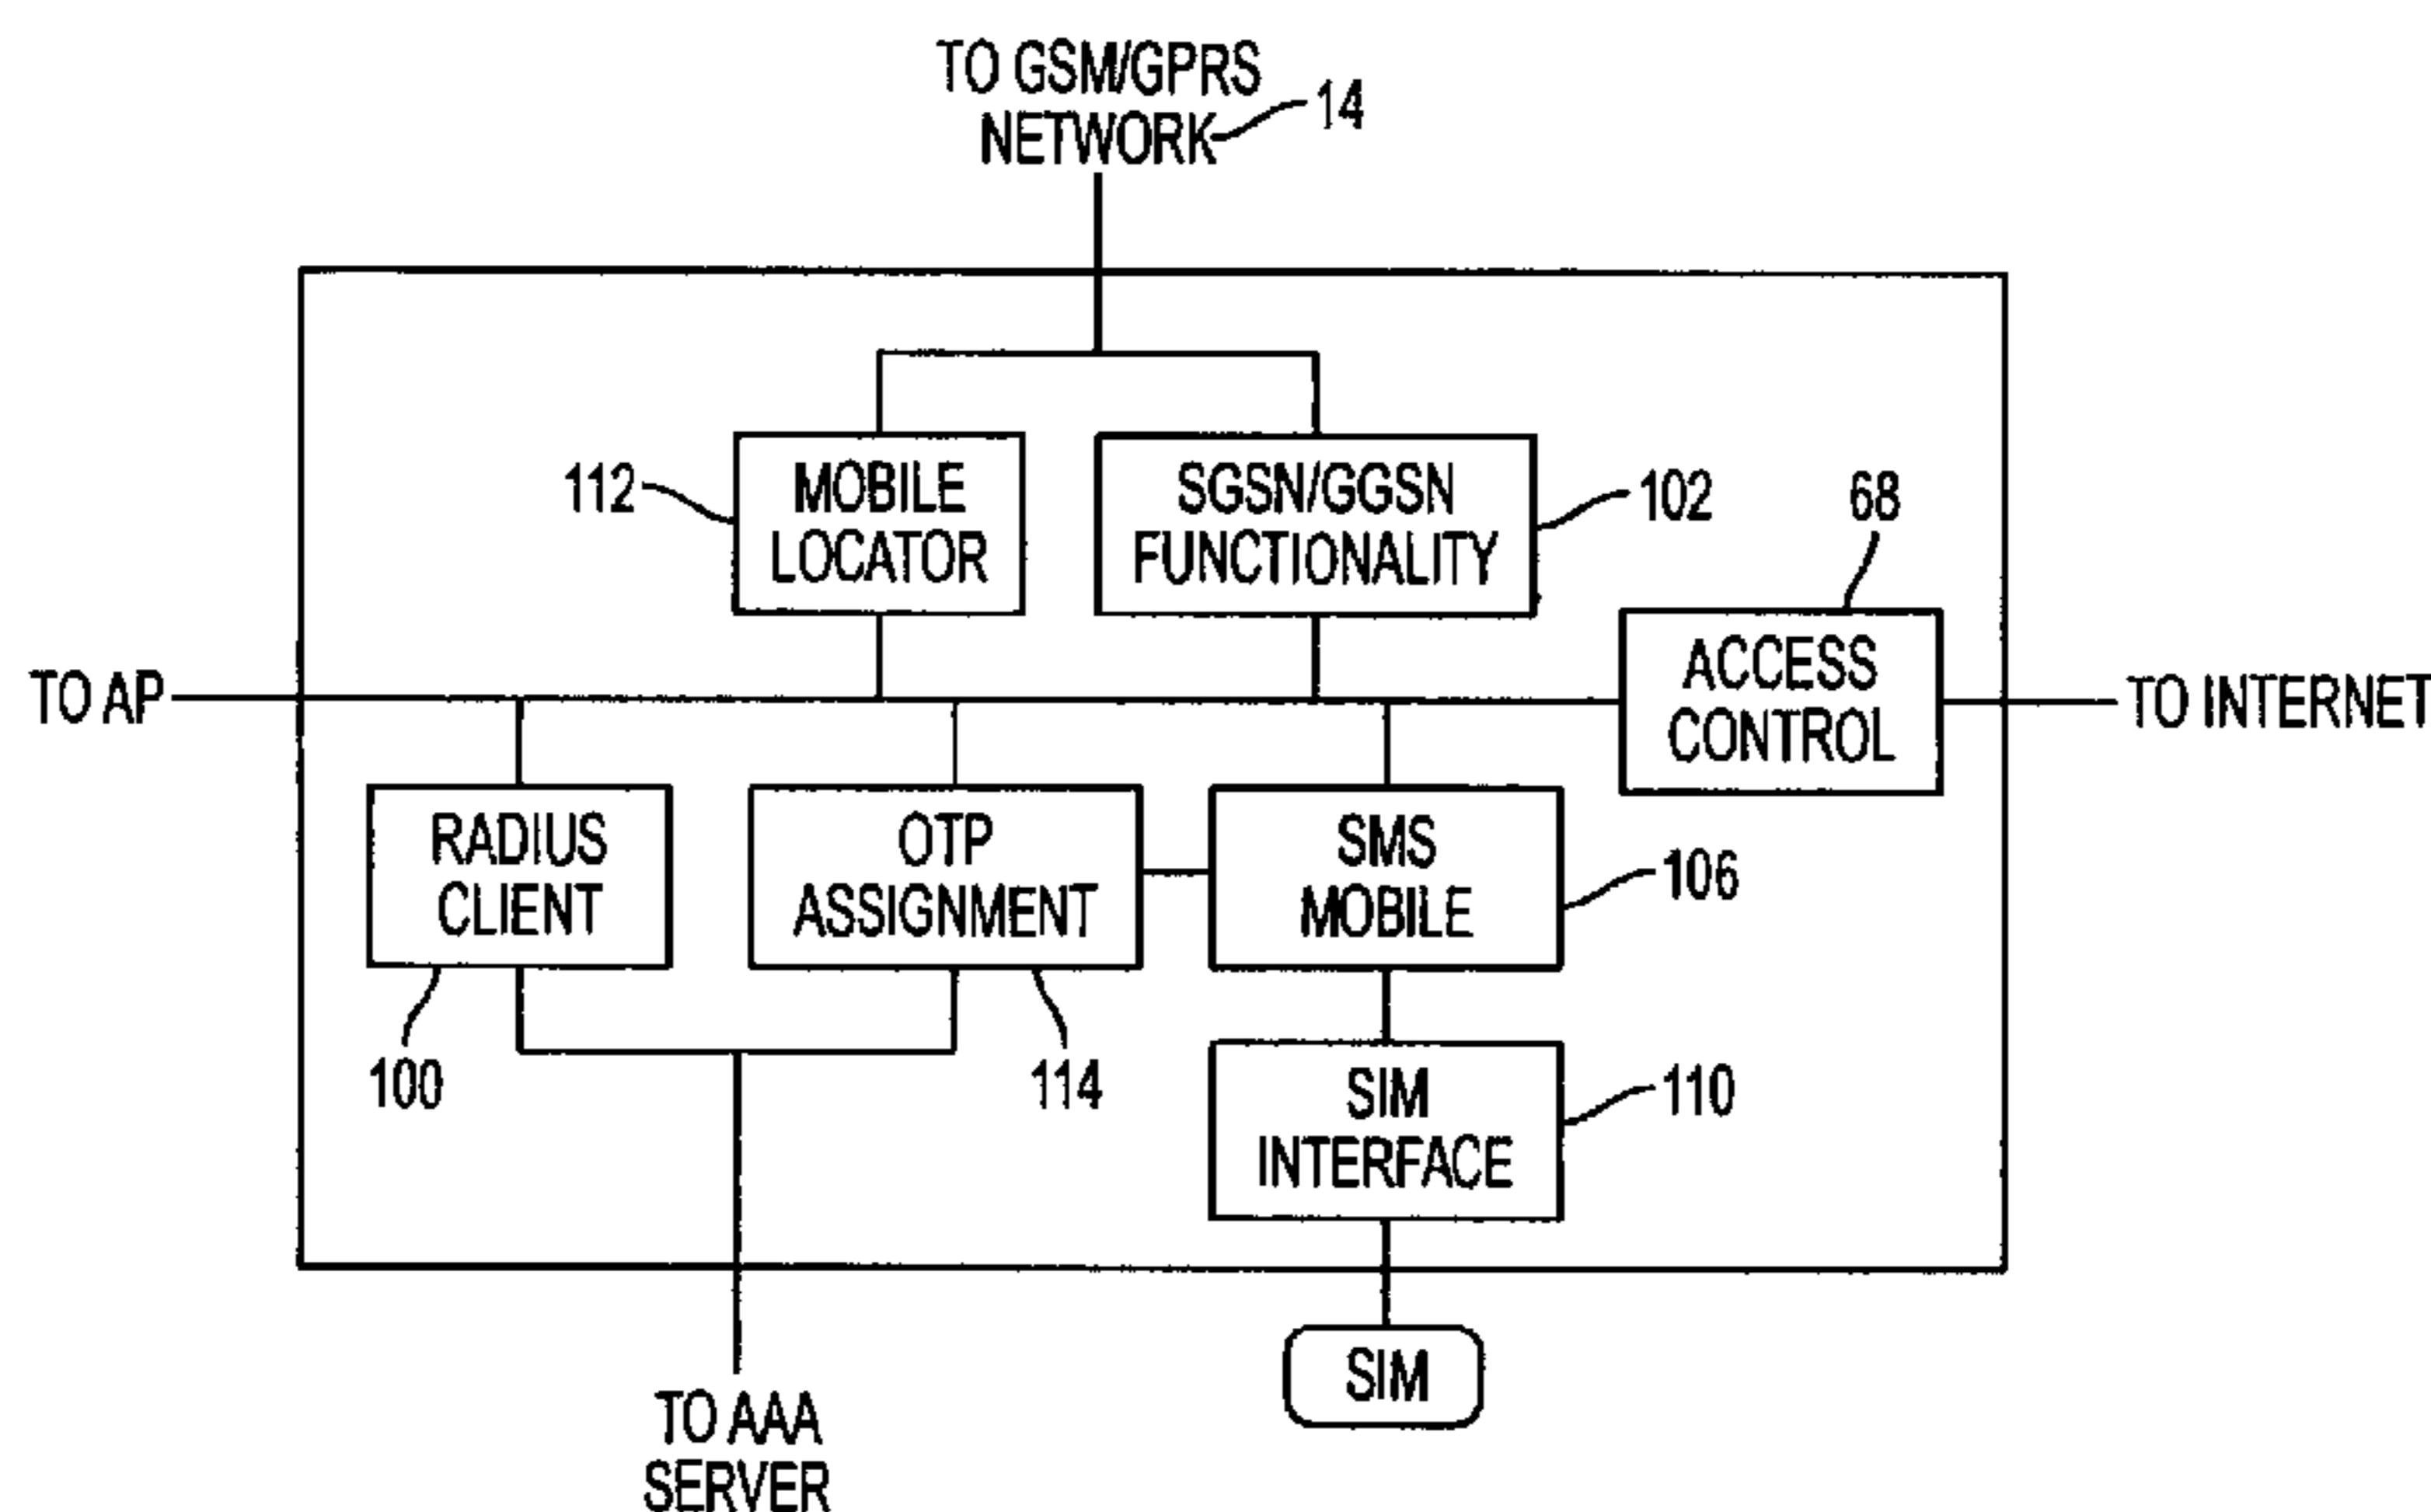 TO GSM/GPRS
NETWORK
14
112
MOBILE
LOCATOR
SGSN/GGSN
FUNCTIONALITY
102
68
ACCESS
CONTROL
TO AP
TO INTERNET
RADIUS
CLIENT
OTP
ASSIGNMENT
SMS
MOBILE
106
100
114
SIM
INTERFACE
110
SIM
TO AAA
SERVER